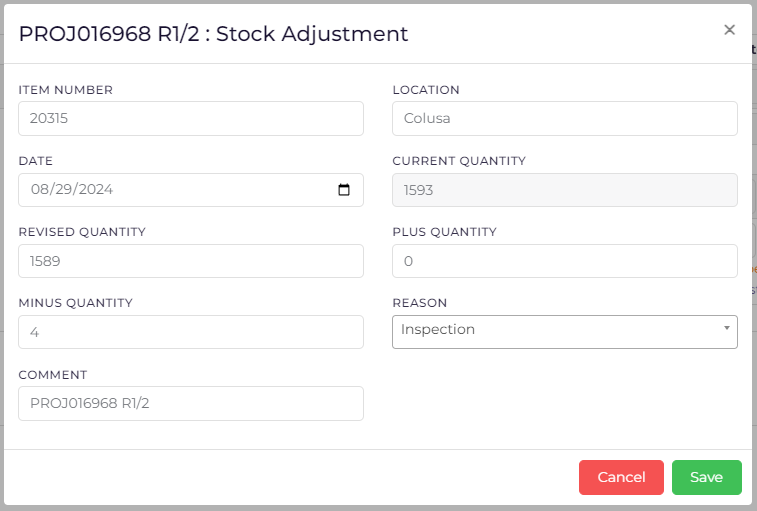 PROJ016968 R1/2 : Stock Adjustment
×
ITEM NUMBER
20315
LOCATION
Colusa
DATE
08/29/2024
CURRENT QUANTITY
1593
REVISED QUANTITY
1589
PLUS QUANTITY
0
MINUS QUANTITY
4
REASON
Inspection
COMMENT
PROJ016968 R1/2
Cancel
Save